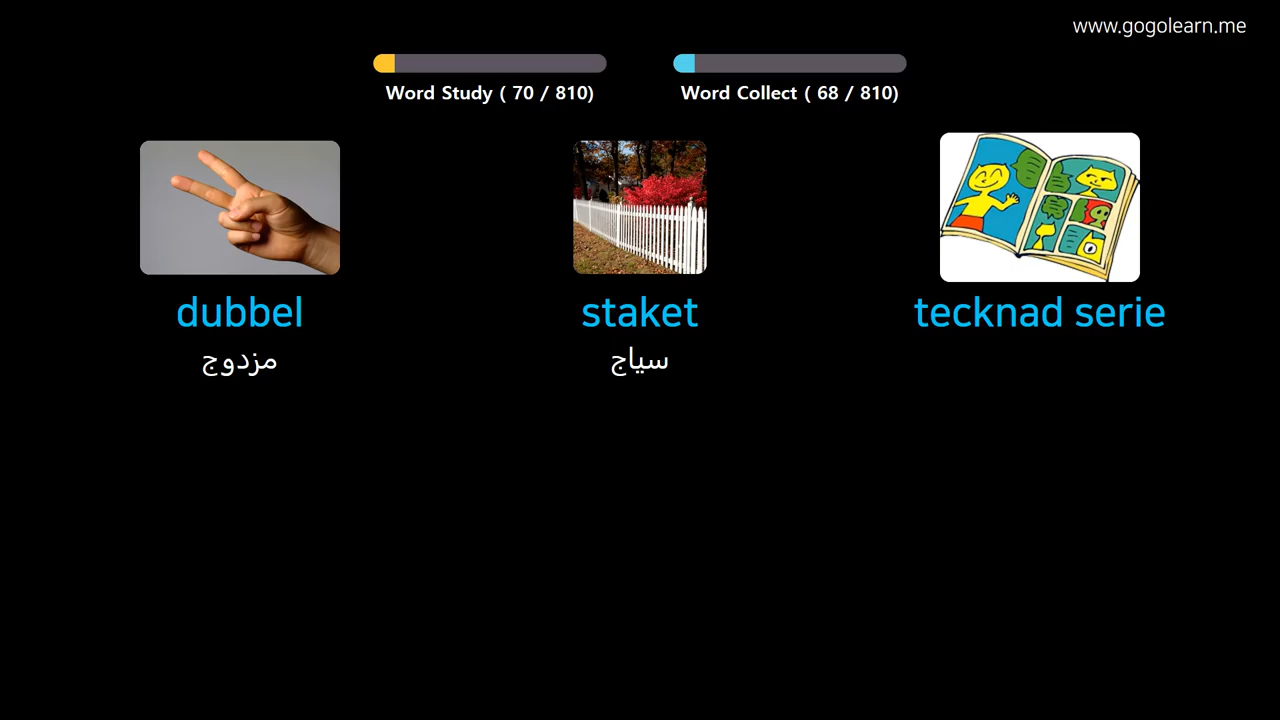 www.gogolearn.me
Word Study ( 70 / 810)
Word Collect ( 68 / 810)
dubbel
staket
tecknad serie
مزدوج
سياج